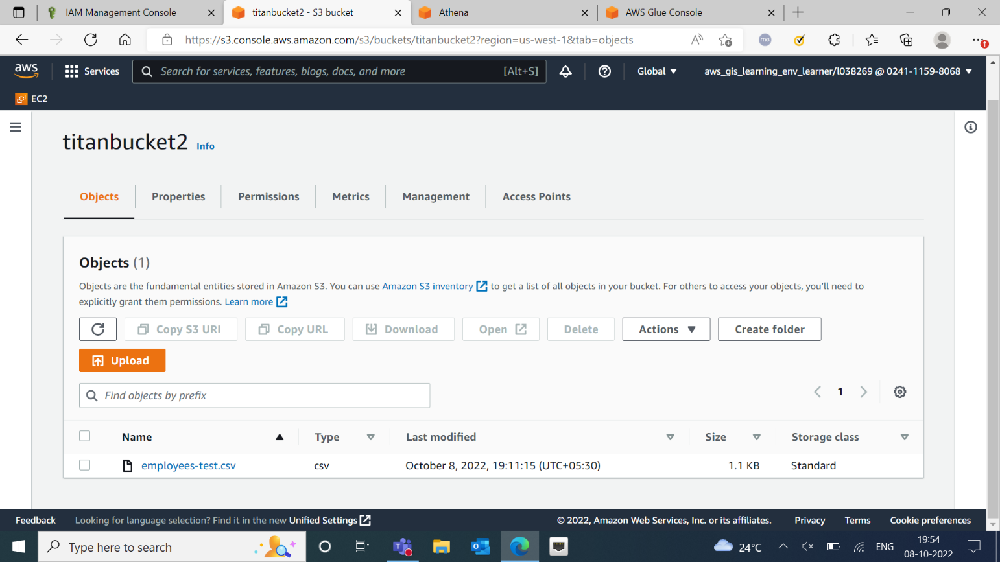 IAM Management Console
titanbucket2 - S3 bucket
Athena
AWS Glue Console
https://s3.console.aws.amazon.com/s3/buckets/titanbucket2?region=us-west-1&tab=objects
me
aws
Services
Search for services, features, blogs, docs, and more
[Alt+S]
Global
aws_gis_learning_env_learner/l038269 @ 0241-1159-8068
EC2
titanbucket2 Info
Objects
Properties
Permissions
Metrics
Management
Access Points
Objects (1)
Objects are the fundamental entities stored in Amazon S3. You can use Amazon S3 inventory to get a list of all objects in your bucket. For others to access your objects, you'll need to
explicitly grant them permissions. Learn more
Copy S3 URI
Copy URL
Download
Open
Delete
Actions
Create folder
Upload
Find objects by prefix
1
Name
Type
Last modified
Size
Storage class
employees-test.csv
csv
October 8, 2022, 19:11:15 (UTC+05:30)
1.1 KB
Standard
Feedback
Looking for language selection? Find it in the new Unified Settings
© 2022, Amazon Web Services, Inc. or its affiliates.
Privacy
Terms
Cookie preferences
Type here to search
24°C
ENG
19:54
08-10-2022